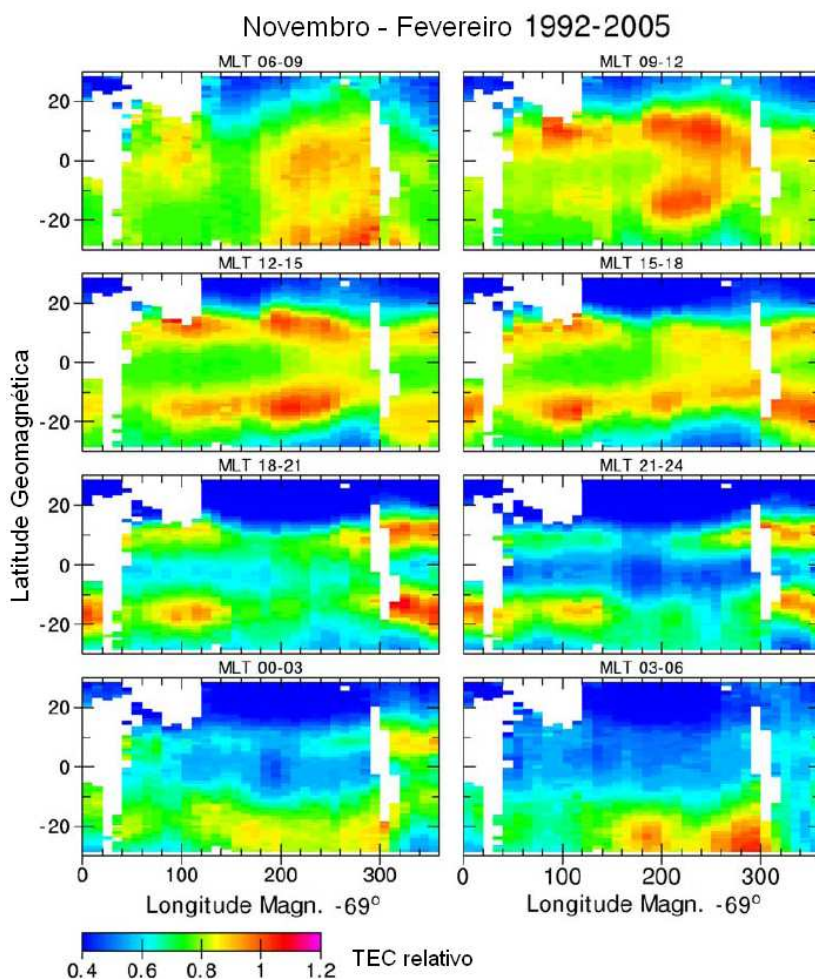 Novembro - Fevereiro 1992-2005
MLT 06-09
MLT 09-12
20
0
-20
MLT 12-15
MLT 15-18
20
0
-20
MLT 18-21
MLT 21-24
20
0
-20
MLT 00-03
MLT 03-06
20
0
-20
Latitude Geomagnética
0 100 200 300
0 100 200 300
Longitude Magn. -69º
Longitude Magn. -69º
TEC relativo
0.4 0.6 0.8 1 1.2